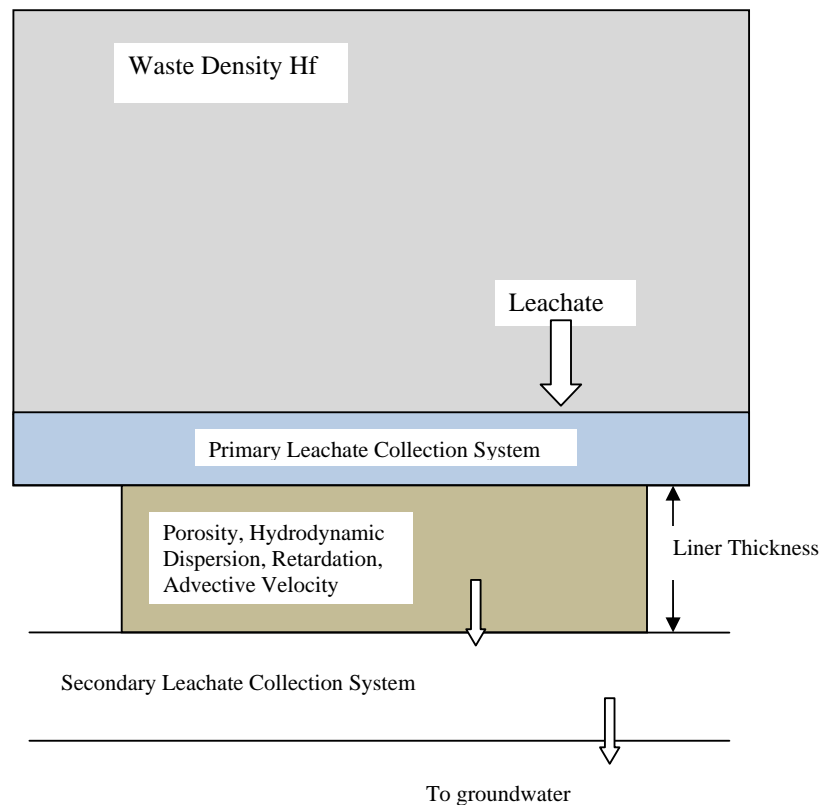 Waste Density Hf
Leachate
Primary Leachate Collection System
Porosity, Hydrodynamic
Dispersion, Retardation,
Advective Velocity
Liner Thickness
Secondary Leachate Collection System
To groundwater